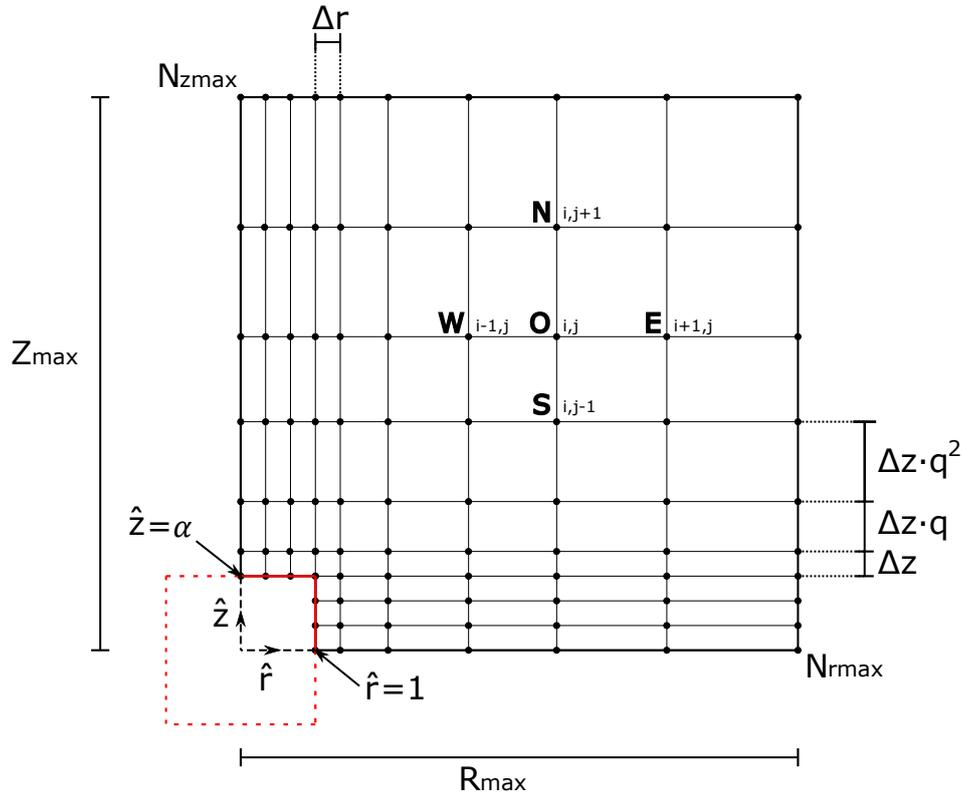 Δr
Nzmax
N i,j+1
W i-1,j O i,j E i+1,j
Zmax
S i,j-1
Δz·q²
Δz·q
ẑ=α
Δz
ẑ
r̂
r̂=1
Nrmax
Rmax